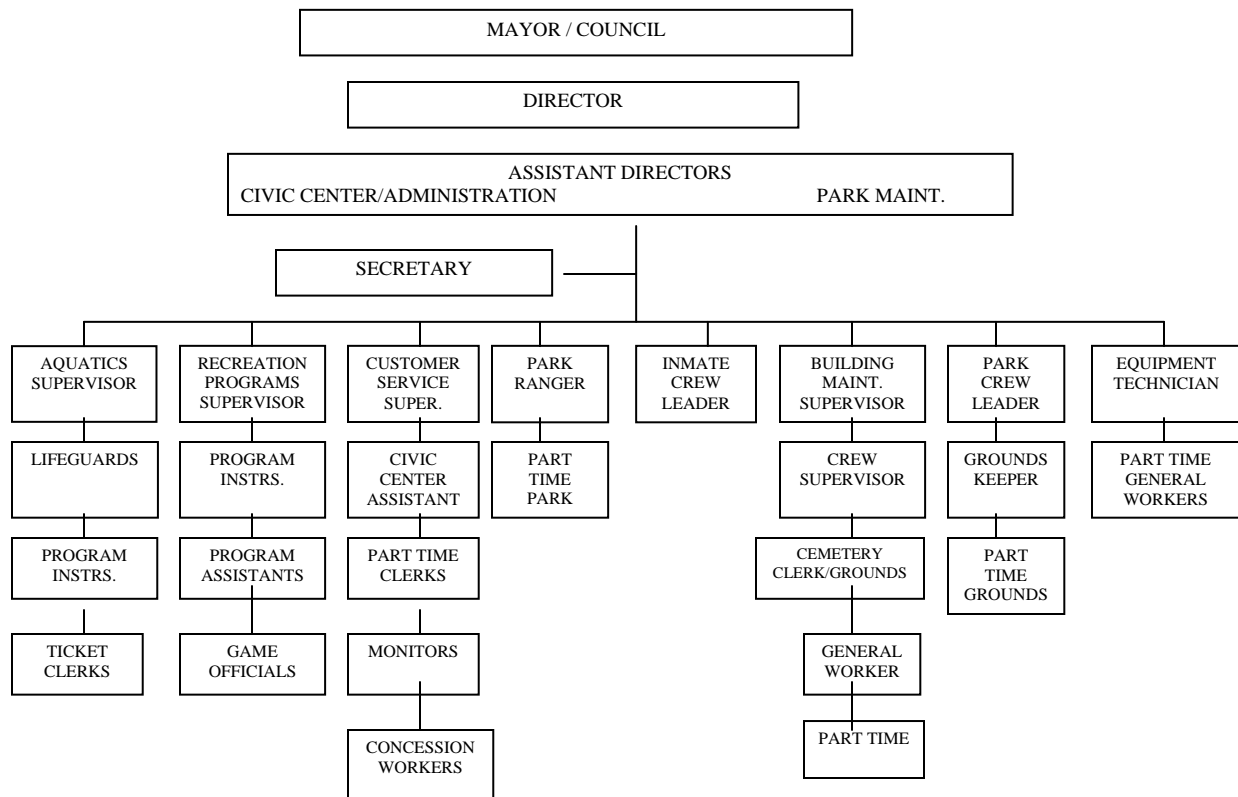 MAYOR / COUNCIL
DIRECTOR
ASSISTANT DIRECTORS
CIVIC CENTER/ADMINISTRATION PARK MAINT.
SECRETARY
AQUATICS
SUPERVISOR
RECREATION
PROGRAMS
SUPERVISOR
CUSTOMER
SERVICE
SUPER.
PARK
RANGER
INMATE
CREW
LEADER
BUILDING
MAINT.
SUPERVISOR
PARK
CREW
LEADER
EQUIPMENT
TECHNICIAN
LIFEGUARDS
PROGRAM
INSTRS.
CIVIC
CENTER
ASSISTANT
PART
TIME
PARK
CREW
SUPERVISOR
GROUNDS
KEEPER
PART TIME
GENERAL
WORKERS
PROGRAM
INSTRS.
PROGRAM
ASSISTANTS
PART TIME
CLERKS
CEMETERY
CLERK/GROUNDS
PART
TIME
GROUNDS
TICKET
CLERKS
GAME
OFFICIALS
MONITORS
GENERAL
WORKER
CONCESSION
WORKERS
PART TIME